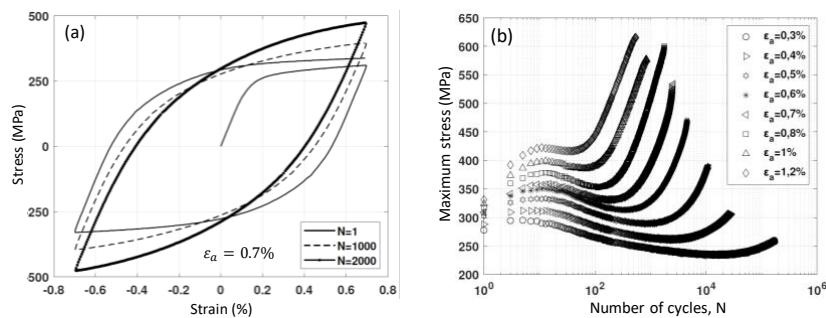 (a)
500
250
0
250
500
Stress (MPa)
N=1
N=1000
N=2000
εa = 0.7%
-0.8 -0.6 -0.4 -0.2 0 0.2 0.4 0.6 0.8
Strain (%)
(b)
650
600
550
500
450
400
350
300
250
200
Maximum stress (MPa)
εa=0,3%
εa=0,4%
εa=0,5%
εa=0,6%
εa=0,7%
εa=0,8%
εa=1%
εa=1,2%
10^0 10^2 10^4 10^6
Number of cycles, N